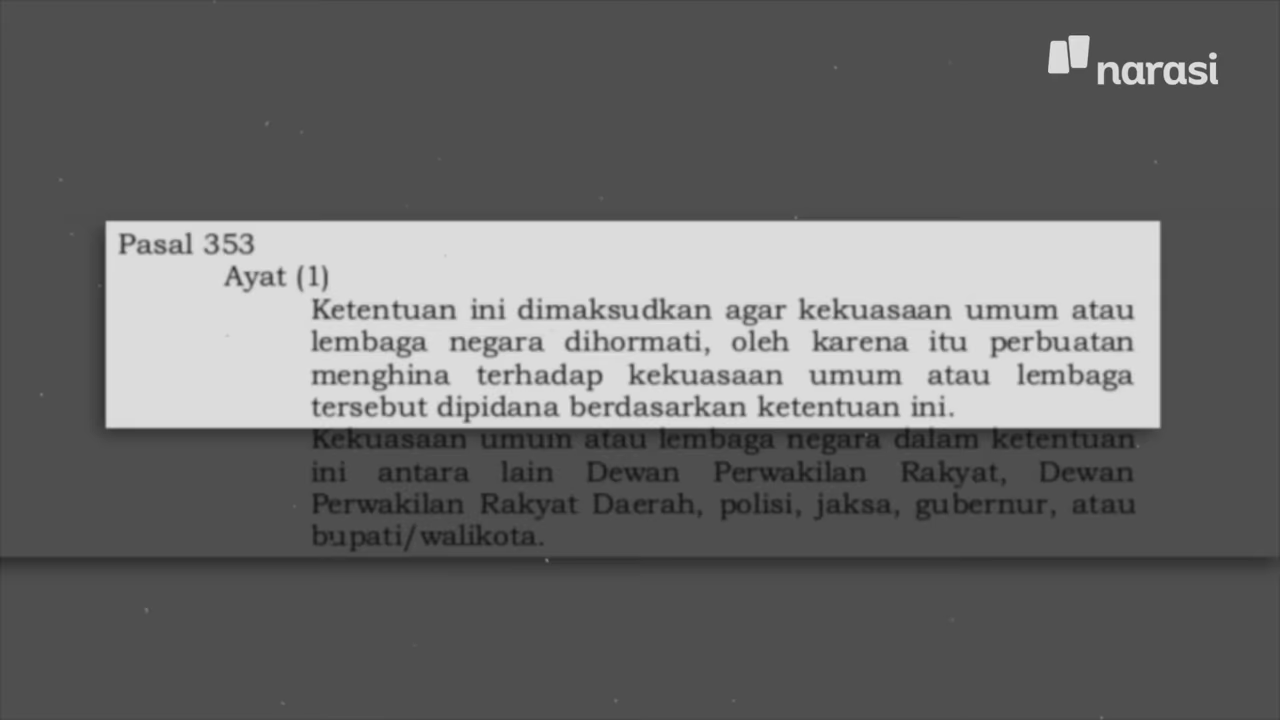 narasi
Pasal 353
Ayat (1)
Ketentuan ini dimaksudkan agar kekuasaan umum atau
lembaga negara dihormati, oleh karena itu perbuatan
menghina terhadap kekuasaan umum atau lembaga
tersebut dipidana berdasarkan ketentuan ini.
Kekuasaan umum atau lembaga negara dalam ketentuan
ini antara lain Dewan Perwakilan Rakyat, Dewan
Perwakilan Rakyat Daerah, polisi, jaksa, gubernur, atau
bupati/walikota.